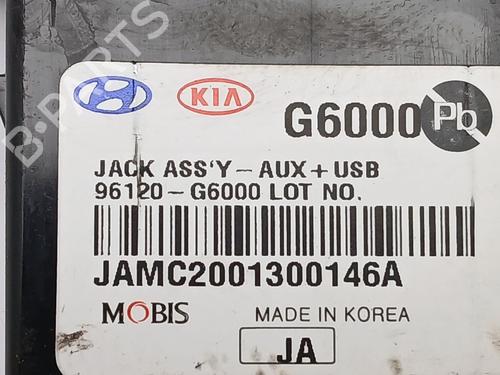 B-PARTS
KIA
G6000 Pb
JACK ASS'Y-AUX+USB
96120-G6000 LOT NO.
JAMC2001300146A
MOBIS MADE IN KOREA
JA